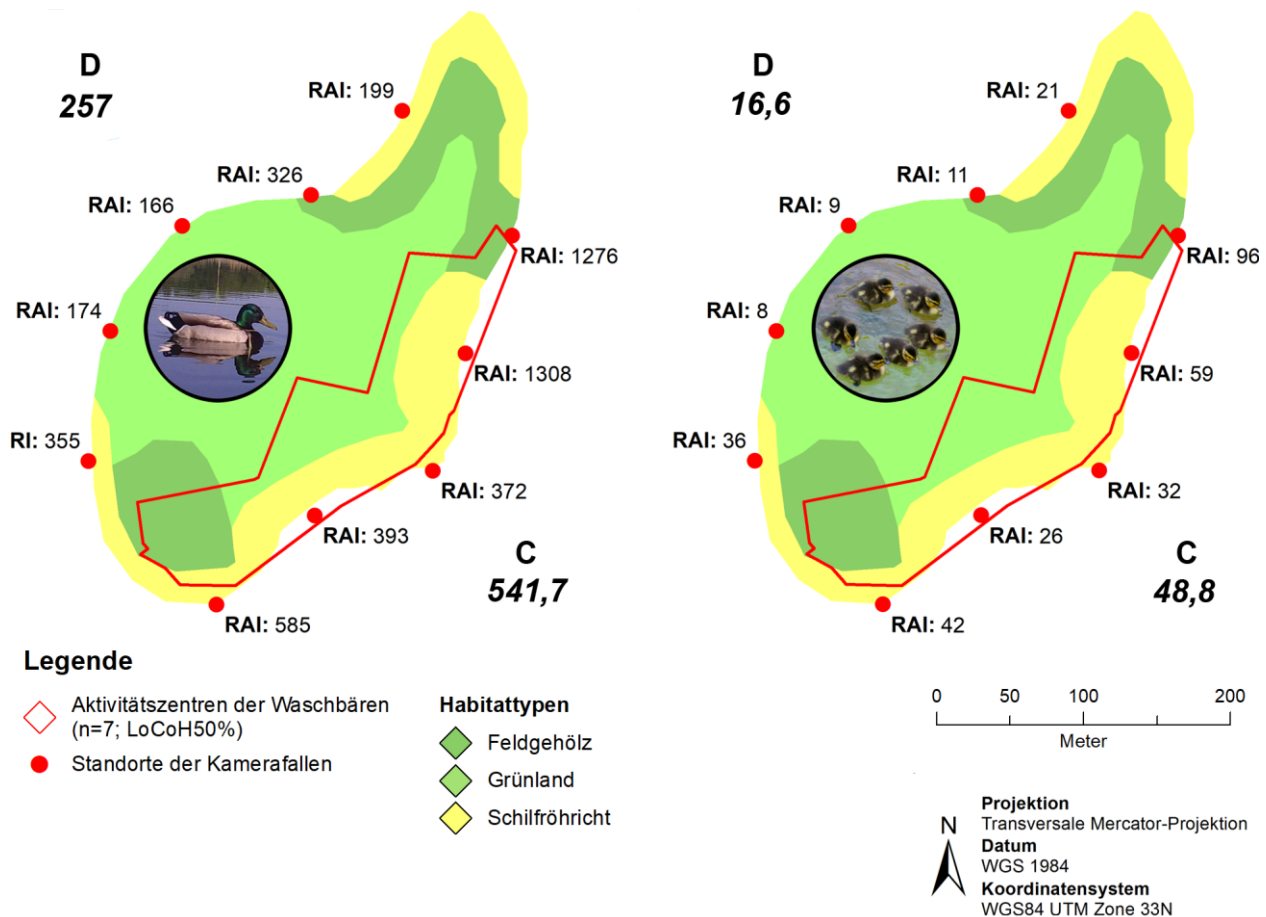 D
257
RAI: 199
RAI: 326
RAI: 166
RAI: 1276
RAI: 174
RAI: 1308
RI: 355
RAI: 372
RAI: 393
C
541,7
RAI: 585
D
16,6
RAI: 21
RAI: 11
RAI: 9
RAI: 96
RAI: 8
RAI: 59
RAI: 36
RAI: 32
RAI: 26
C
48,8
RAI: 42
Legende
Aktivitätszentren der Waschbären
(n=7; LoCoH50%)
Standorte der Kamerafallen
Habitattypen
Feldgehölz
Grünland
Schilfröhricht
0 50 100 200
Meter
N
Projektion
Transversale Mercator-Projektion
Datum
WGS 1984
Koordinatensystem
WGS84 UTM Zone 33N